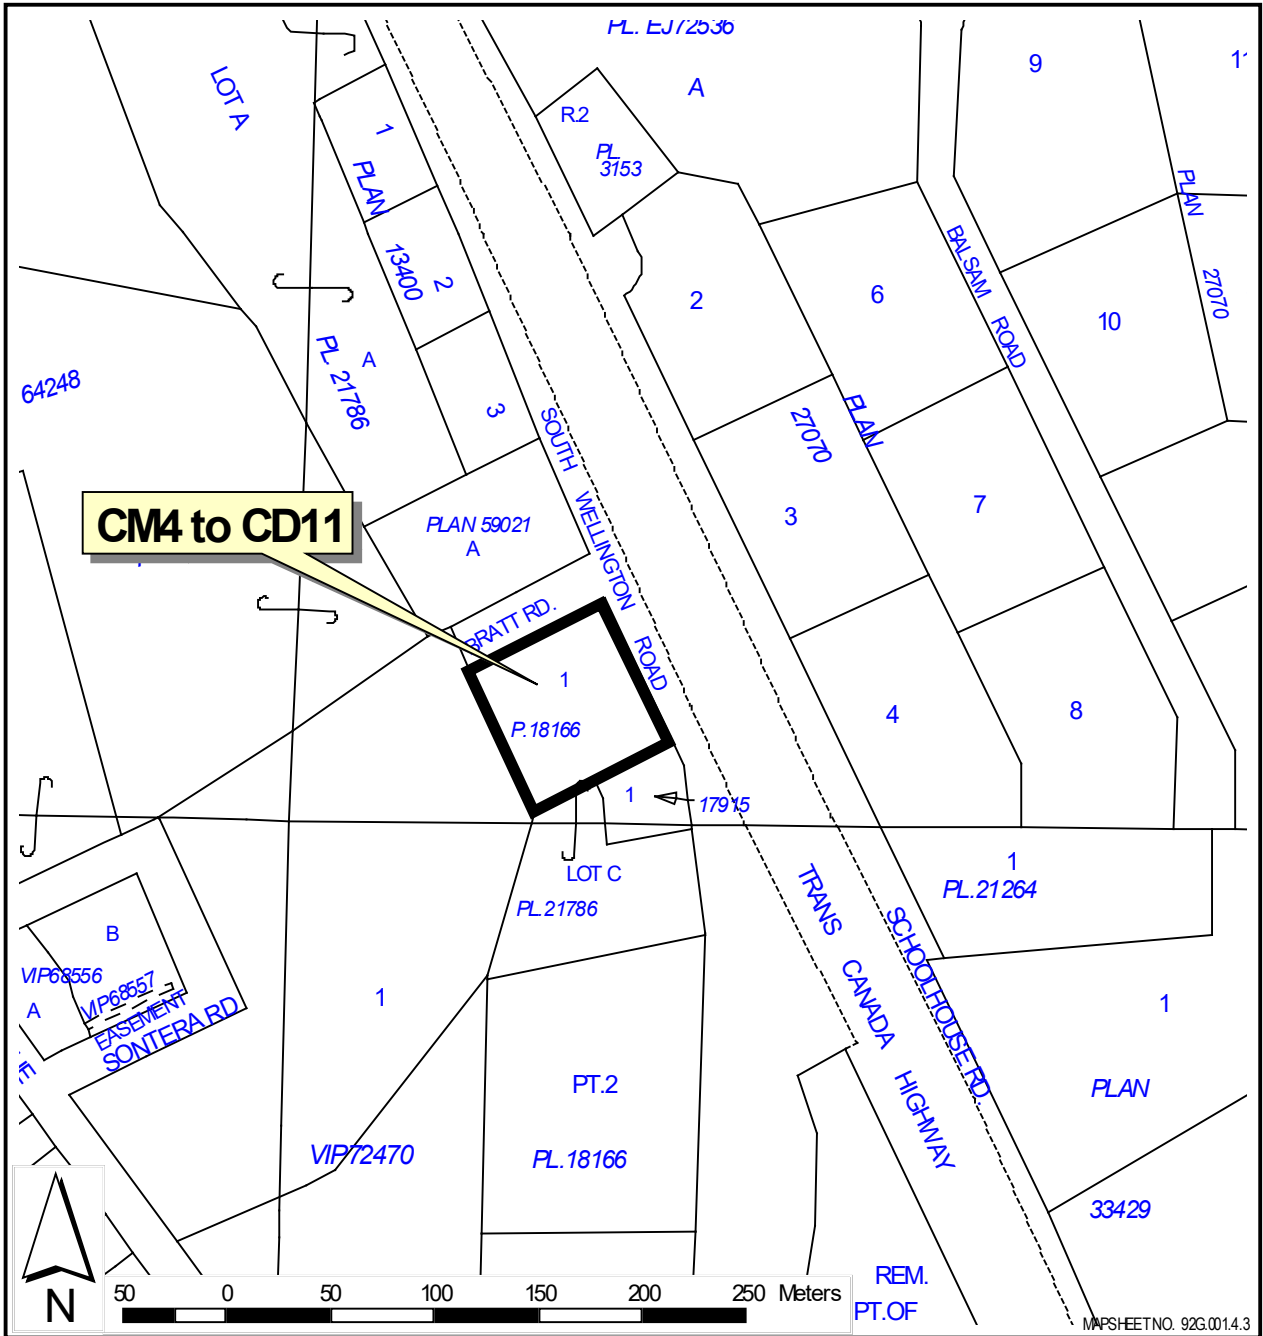 PL. EJ72536
A
9
LOT A
R.2
PL.
3153
1
PLAN
13400
2
3
A
PL. 21786
64248
2
6
BALSAM ROAD
PLAN
27070
10
SOUTH WELLINGTON ROAD
PLAN
27070
3
7
CM4 to CD11
PLAN 59021
A
BRATT RD.
1
P.18166
4
8
1
17915
LOT C
PL.21786
1
PL.21264
TRANS CANADA HIGHWAY
SCHOOLHOUSE RD.
B
VIP68556
A
VIP68557
EASEMENT
SONTERA RD
1
1
PLAN
33429
PT.2
PL.18166
VIP72470
REM.
PT.OF
N
50 0 50 100 150 200 250 Meters
MAPSHEET NO. 92G.001.4.3